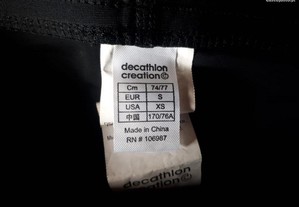 decathlon
creation©
Cm 74/77
EUR S
USA XS
中国 170/76A
Made in China
RN # 106987
decathlon
creation©